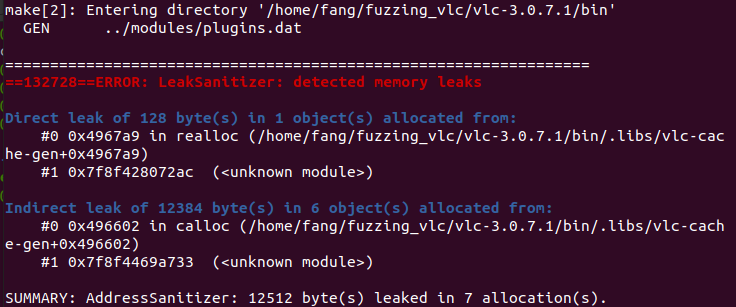 make[2]: Entering directory '/home/fang/fuzzing_vlc/vlc-3.0.7.1/bin'
  GEN      ../modules/plugins.dat

=================================================================
==132728==ERROR: LeakSanitizer: detected memory leaks

Direct leak of 128 byte(s) in 1 object(s) allocated from:
    #0 0x4967a9 in realloc (/home/fang/fuzzing_vlc/vlc-3.0.7.1/bin/.libs/vlc-cac
he-gen+0x4967a9)
    #1 0x7f8f428072ac  (<unknown module>)

Indirect leak of 12384 byte(s) in 6 object(s) allocated from:
    #0 0x496602 in calloc (/home/fang/fuzzing_vlc/vlc-3.0.7.1/bin/.libs/vlc-cach
e-gen+0x496602)
    #1 0x7f8f4469a733  (<unknown module>)

SUMMARY: AddressSanitizer: 12512 byte(s) leaked in 7 allocation(s).